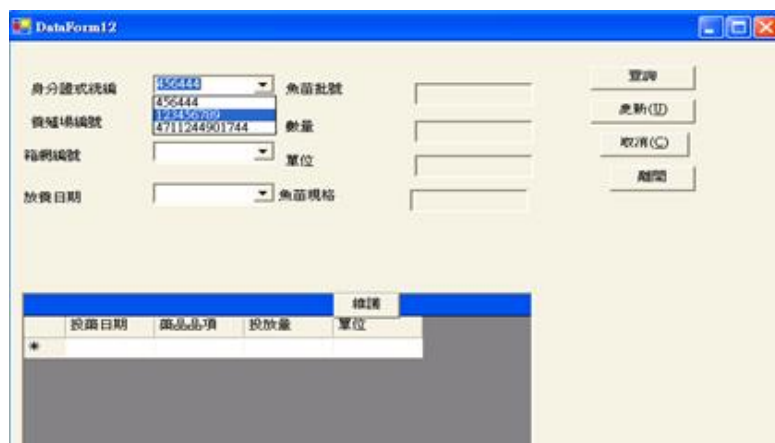 DataForm12
身分證或統編
456444
魚苗批號
查詢
456444
123456789
4711244901744
養殖場編號
數量
更新(U)
箱網編號
單位
取消(C)
離開
放養日期
魚苗規格
維護
投藥日期
藥品品項
投放量
單位
*